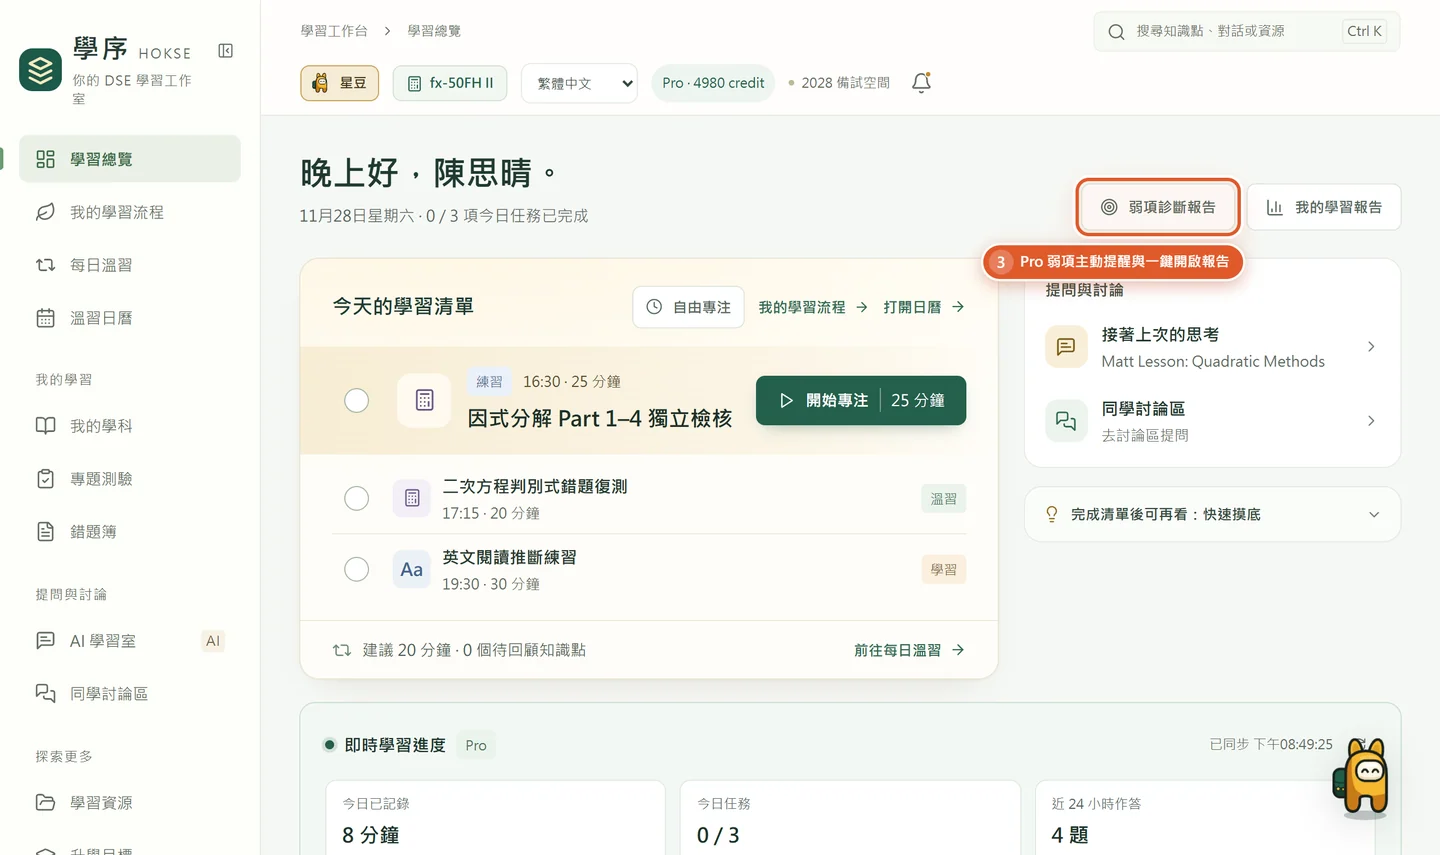 學序 HOKSE
你的 DSE 學習工作
室
學習總覽
我的學習流程
每日溫習
溫習日曆
我的學習
我的學科
專題測驗
錯題簿
提問與討論
AI 學習室 AI
同學討論區
探索更多
學習資源
升學目標
學習工作台 > 學習總覽
搜尋知識點、對話或資源 Ctrl K
星豆
fx-50FH II
繁體中文
Pro · 4980 credit
2028 備試空間
晚上好，陳思晴。
11月28日星期六 · 0 / 3 項今日任務已完成
弱項診斷報告
我的學習報告
3 Pro 弱項主動提醒與一鍵開啟報告
今天的學習清單
自由專注
我的學習流程 →
打開日曆 →
練習 16:30 · 25 分鐘
因式分解 Part 1–4 獨立檢核
開始專注 25 分鐘
二次方程判別式錯題復測
17:15 · 20 分鐘
溫習
英文閱讀推斷練習
19:30 · 30 分鐘
Aa
學習
建議 20 分鐘 · 0 個待回顧知識點
前往每日溫習 →
提問與討論
接著上次的思考
Matt Lesson: Quadratic Methods
同學討論區
去討論區提問
完成清單後可再看：快速摸底
即時學習進度 Pro
已同步 下午08:49:25
今日已記錄
8 分鐘
今日任務
0 / 3
近 24 小時作答
4 題